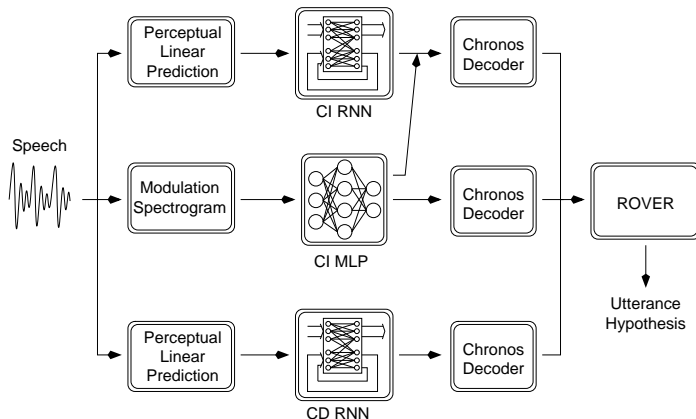 Speech
Perceptual
Linear
Prediction
CI RNN
Chronos
Decoder
Modulation
Spectrogram
CI MLP
Chronos
Decoder
ROVER
Utterance
Hypothesis
Perceptual
Linear
Prediction
CD RNN
Chronos
Decoder